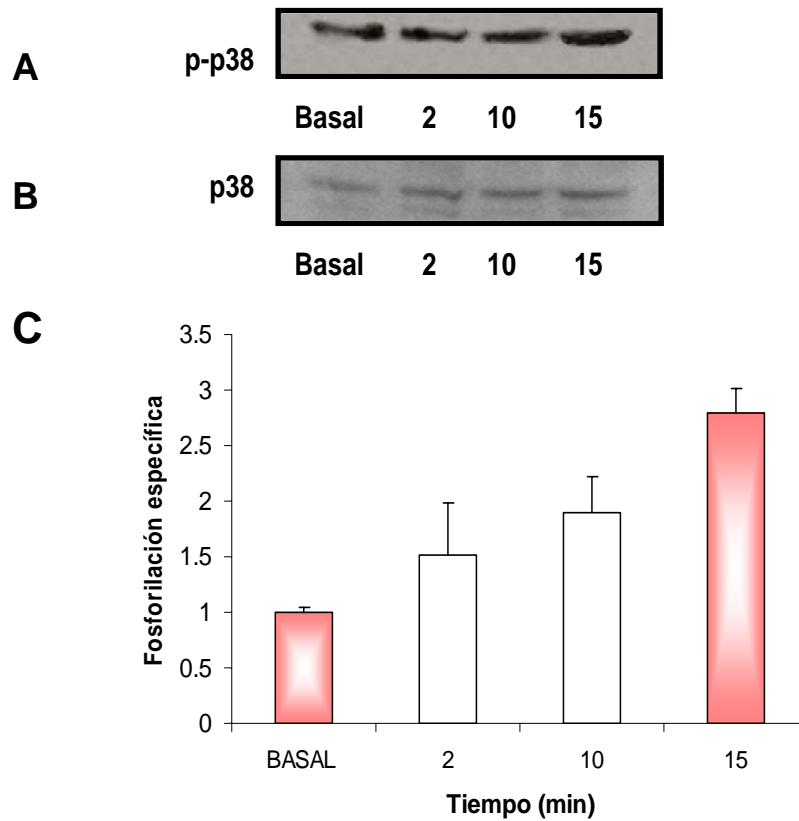 A
p-p38
Basal 2 10 15
B
p38
Basal 2 10 15
C
Fosforilación específica
3.5
3
2.5
2
1.5
1
0.5
0
BASAL 2 10 15
Tiempo (min)